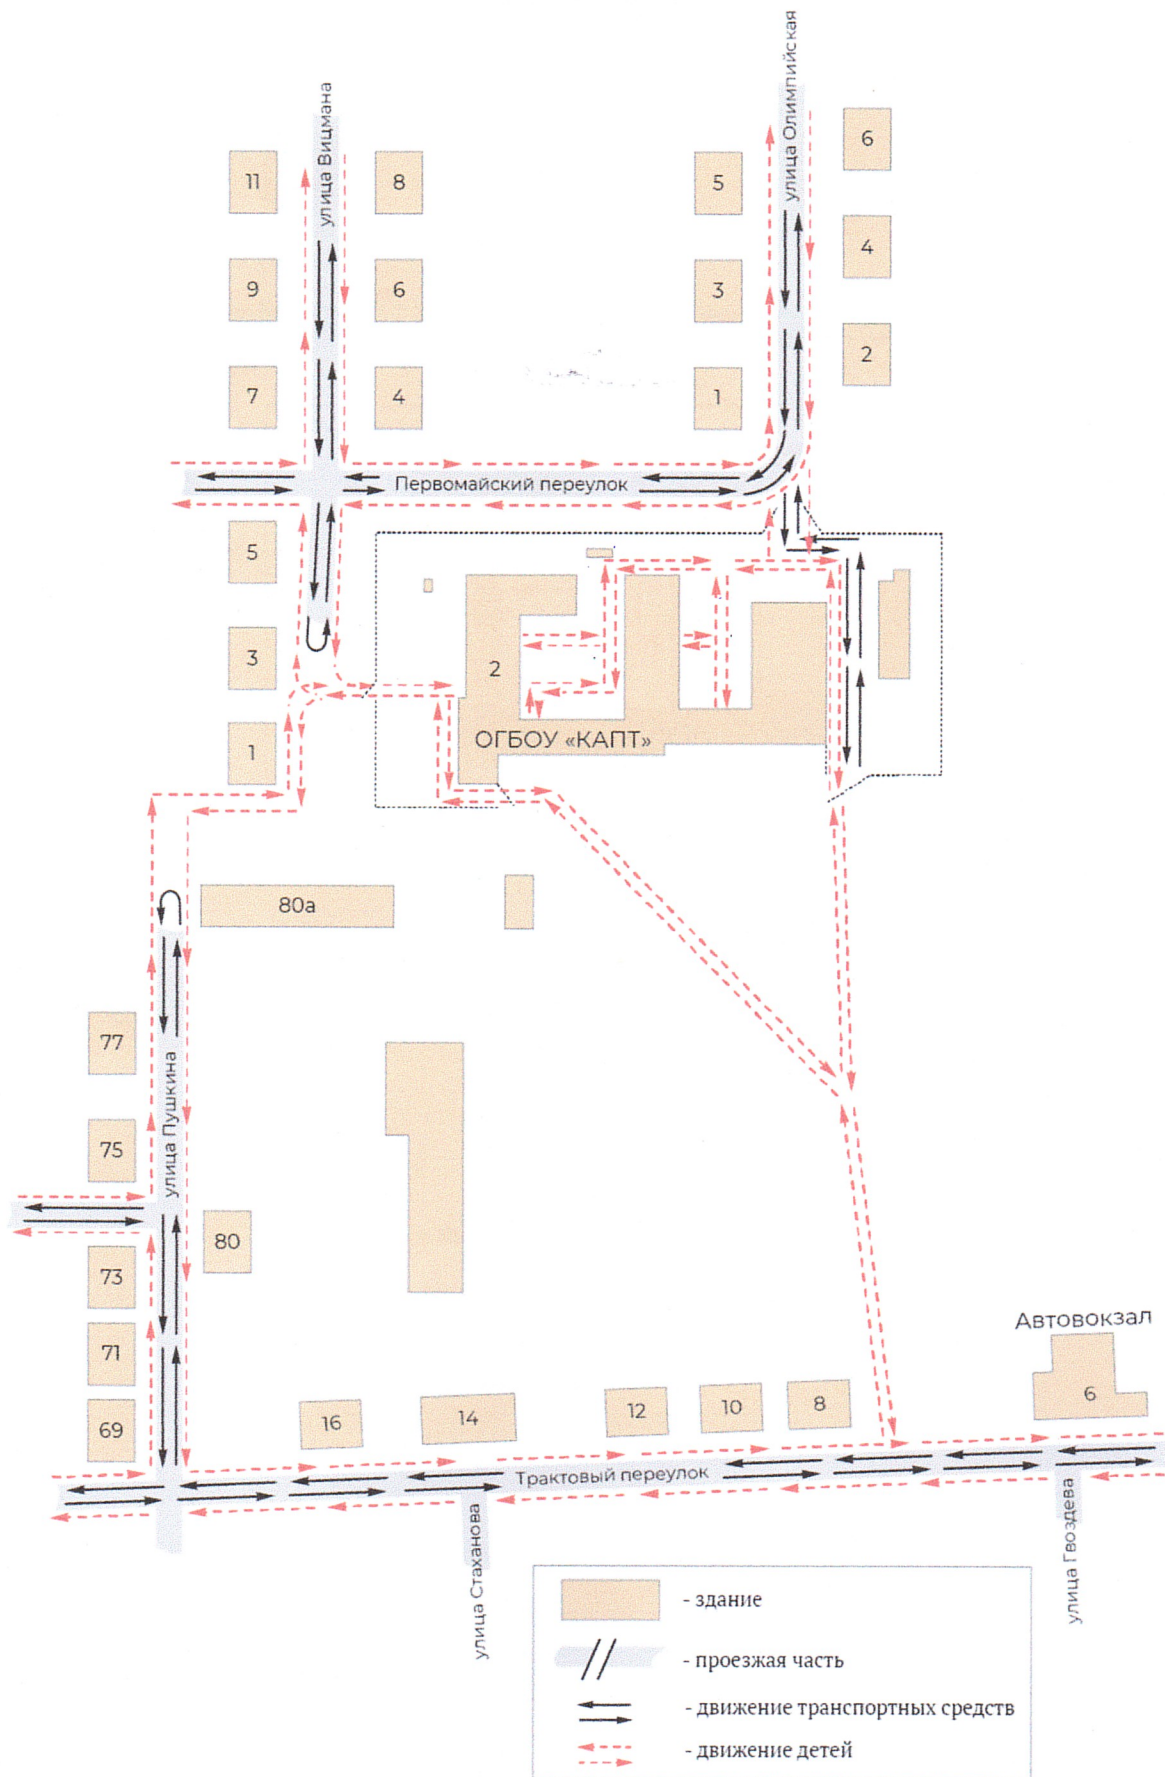 улица Вицмана
улица Олимпийская
11
8
5
6
9
6
3
4
7
4
1
2
Первомайский переулок
5
3
2
1
ОГБОУ «КАПТ»
80а
77
улица Пушкина
75
80
73
71
69
Автовокзал
6
16
14
12
10
8
Трактовый переулок
улица Стаханова
улица Гвоздева
- здание
- проезжая часть
- движение транспортных средств
- движение детей